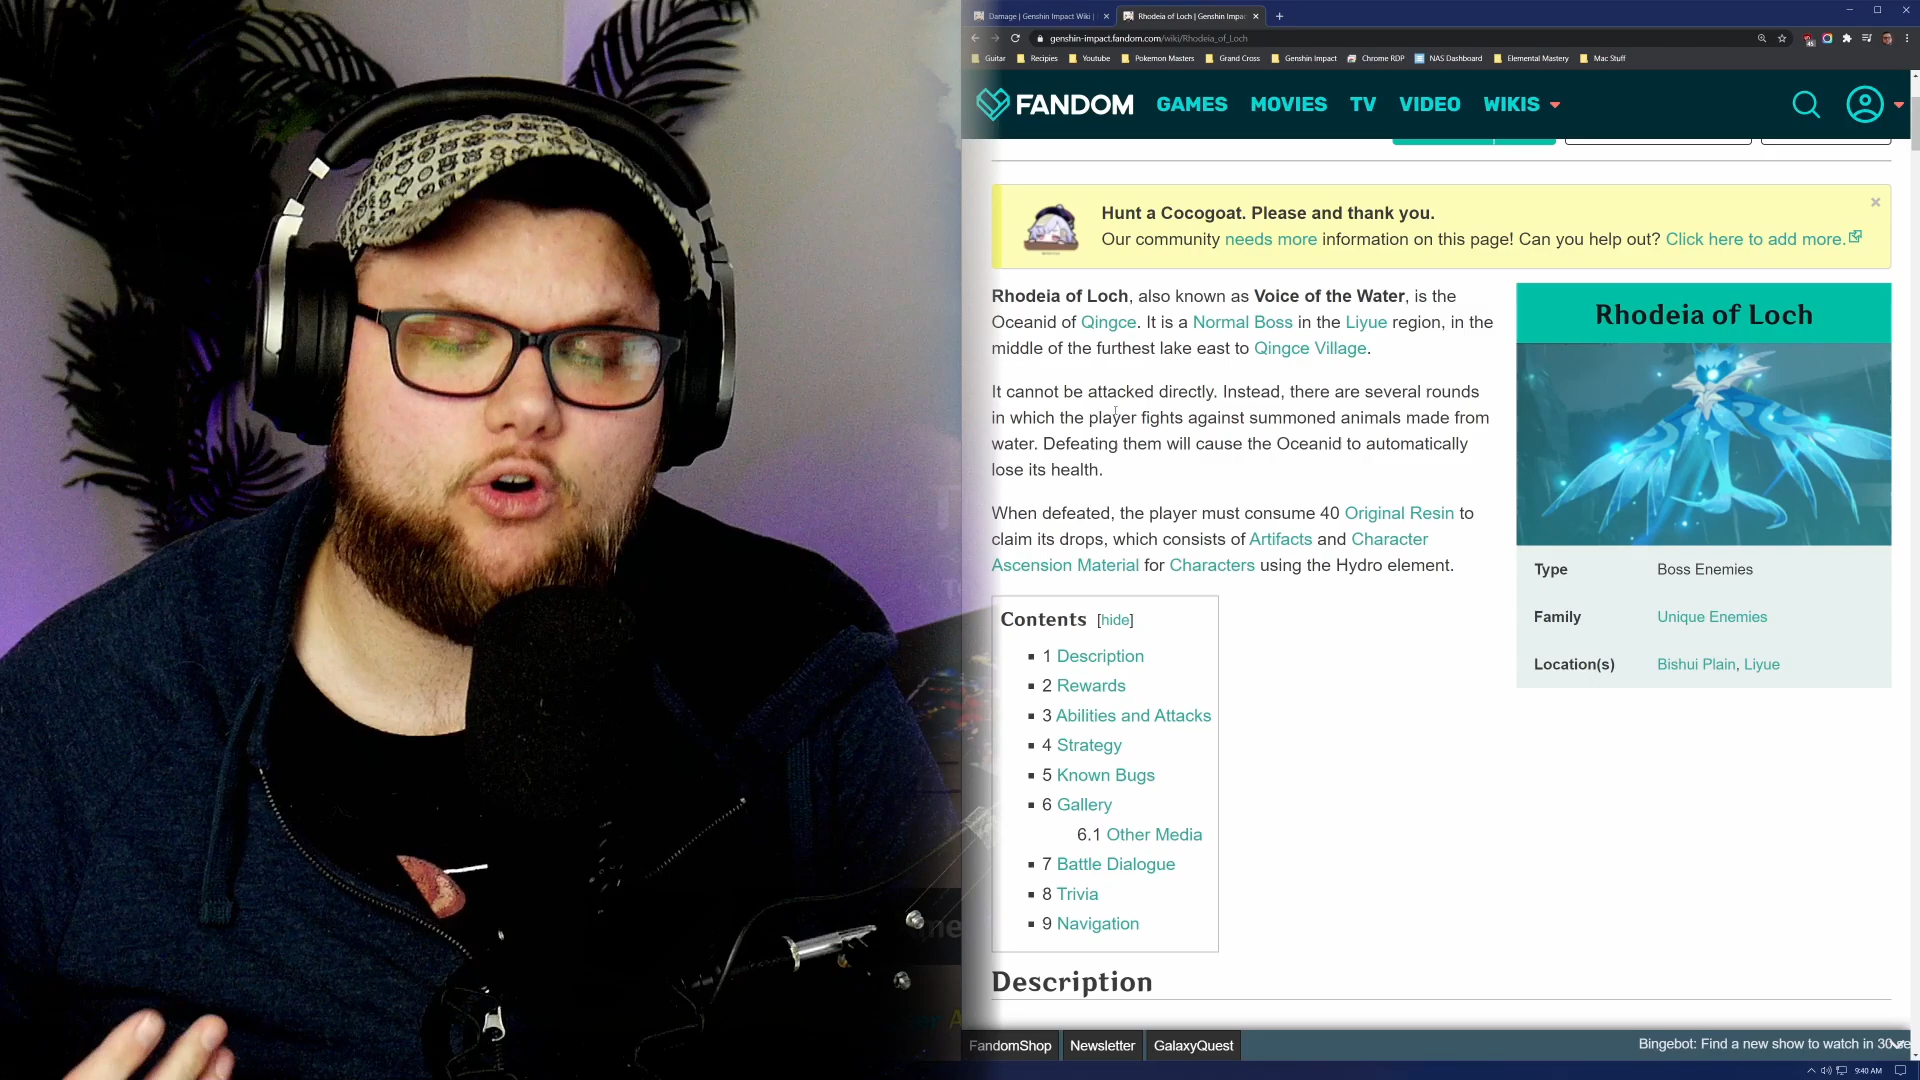 Damage | Genshin Impact Wiki |
Rhodeia of Loch | Genshin Impa
genshin-impact.fandom.com/wiki/Rhodeia_of_Loch
Guitar
Recipies
Youtube
Pokemon Masters
Grand Cross
Genshin Impact
Chrome RDP
NAS Dashboard
Elemental Mastery
Mac Stuff
FANDOM
GAMES
MOVIES
TV
VIDEO
WIKIS
Hunt a Cocogoat. Please and thank you.
Our community needs more information on this page! Can you help out? Click here to add more.
Rhodeia of Loch, also known as Voice of the Water, is the
Oceanid of Qingce. It is a Normal Boss in the Liyue region, in the
middle of the furthest lake east to Qingce Village.
It cannot be attacked directly. Instead, there are several rounds
in which the player fights against summoned animals made from
water. Defeating them will cause the Oceanid to automatically
lose its health.
When defeated, the player must consume 40 Original Resin to
claim its drops, which consists of Artifacts and Character
Ascension Material for Characters using the Hydro element.
Rhodeia of Loch
Type Boss Enemies
Family Unique Enemies
Location(s) Bishui Plain, Liyue
Contents [hide]
1 Description
2 Rewards
3 Abilities and Attacks
4 Strategy
5 Known Bugs
6 Gallery
6.1 Other Media
7 Battle Dialogue
8 Trivia
9 Navigation
Description
FandomShop
Newsletter
GalaxyQuest
Bingebot: Find a new show to watch in 30
9:40 AM